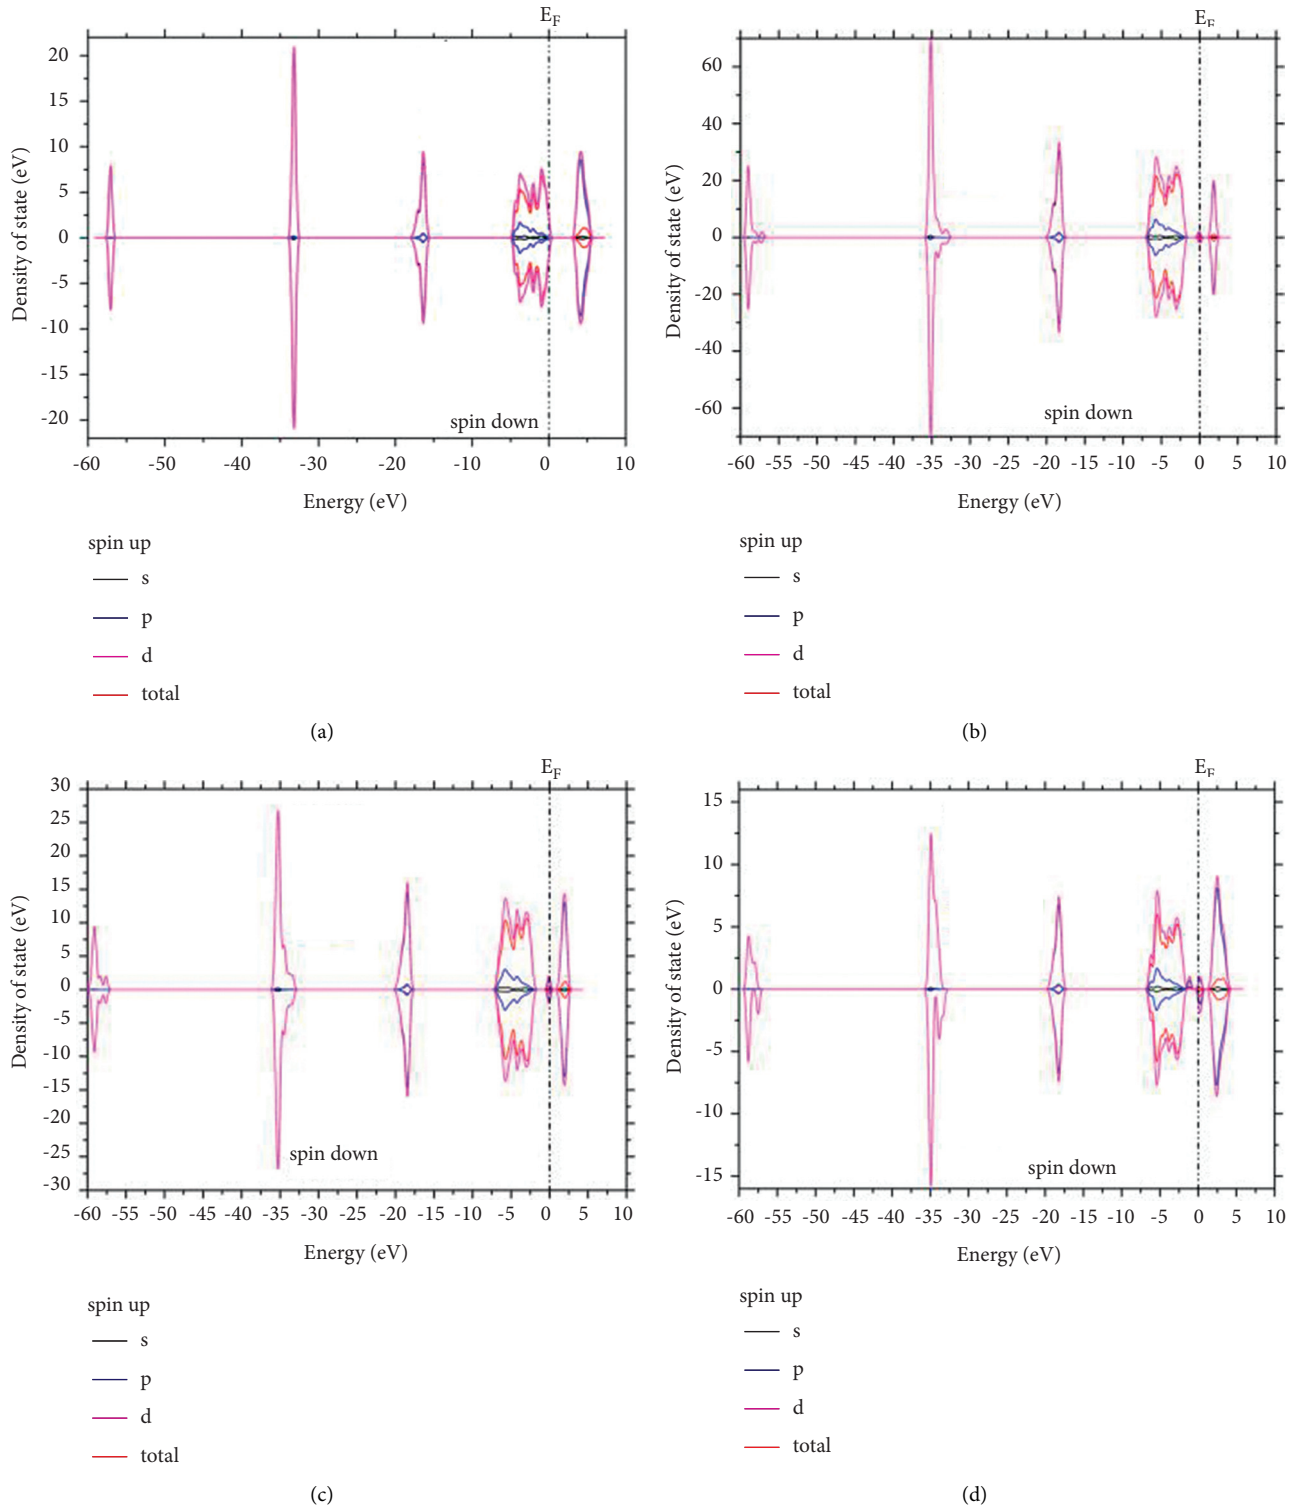 E_F
20
15
10
5
0
-5
-10
-15
-20
Density of state (eV)
spin down
-60 -50 -40 -30 -20 -10 0 10
Energy (eV)
spin up
s
p
d
total
(a)
E_F
60
40
20
0
-20
-40
-60
Density of state (eV)
spin down
-60 -55 -50 -45 -40 -35 -30 -25 -20 -15 -10 -5 0 5 10
Energy (eV)
spin up
s
p
d
total
(b)
E_F
30
25
20
15
10
5
0
-5
-10
-15
-20
-25
-30
Density of state (eV)
spin down
-60 -55 -50 -45 -40 -35 -30 -25 -20 -15 -10 -5 0 5 10
Energy (eV)
spin up
s
p
d
total
(c)
E_F
15
10
5
0
-5
-10
-15
Density of state (eV)
spin down
-60 -55 -50 -45 -40 -35 -30 -25 -20 -15 -10 -5 0 5 10
Energy (eV)
spin up
s
p
d
total
(d)